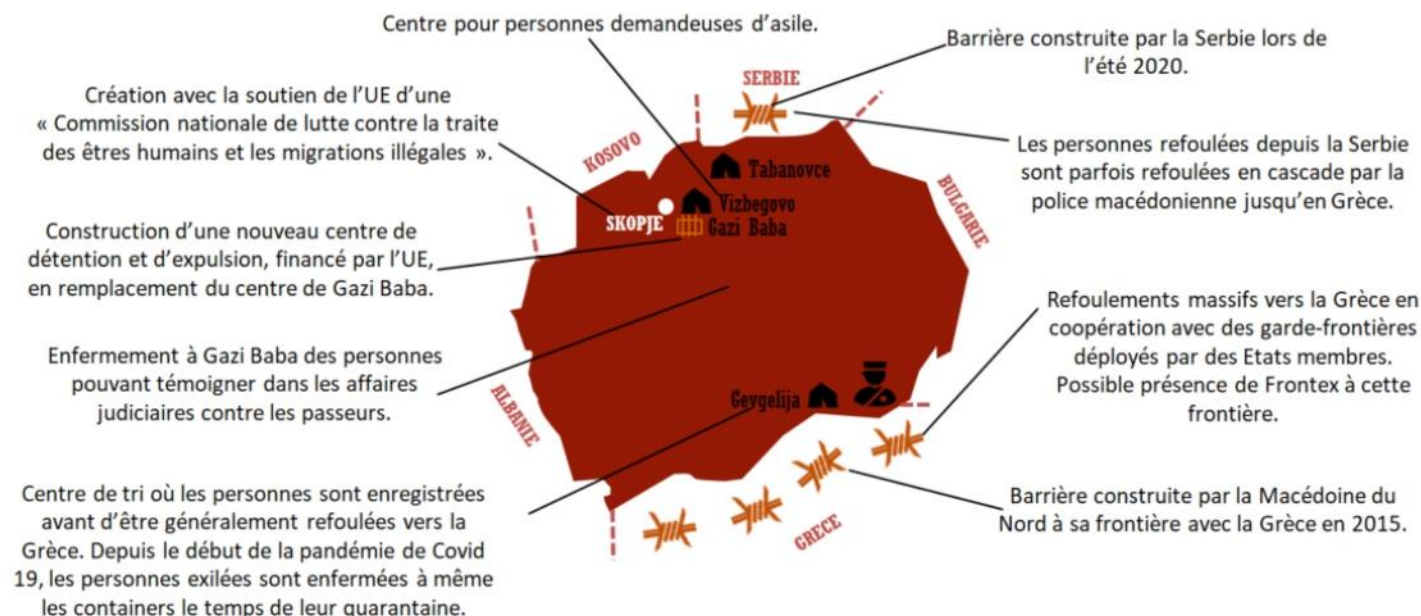 Centre pour personnes demandeuses d'asile.
Barrière construite par la Serbie lors de
l'été 2020.
SERBIE
Création avec la soutien de l'UE d'une
« Commission nationale de lutte contre la traite
des êtres humains et les migrations illégales ».
KOSOVO
Les personnes refoulées depuis la Serbie
sont parfois refoulées en cascade par la
police macédonienne jusqu'en Grèce.
Tabanovce
BULGARIE
Vizbegovo
SKOPJE
Gazi Baba
Construction d'une nouveau centre de
détention et d'expulsion, financé par l'UE,
en remplacement du centre de Gazi Baba.
Refoulements massifs vers la Grèce en
coopération avec des garde-frontières
déployés par des Etats membres.
Possible présence de Frontex à cette
frontière.
Enfermement à Gazi Baba des personnes
pouvant témoigner dans les affaires
judiciaires contre les passeurs.
ALBANIE
Gevgelija
Centre de tri où les personnes sont enregistrées
avant d'être généralement refoulées vers la
Grèce. Depuis le début de la pandémie de Covid
19, les personnes exilées sont enfermées à même
les containers le temps de leur quarantaine.
Barrière construite par la Macédoine du
Nord à sa frontière avec la Grèce en 2015.
GRECE